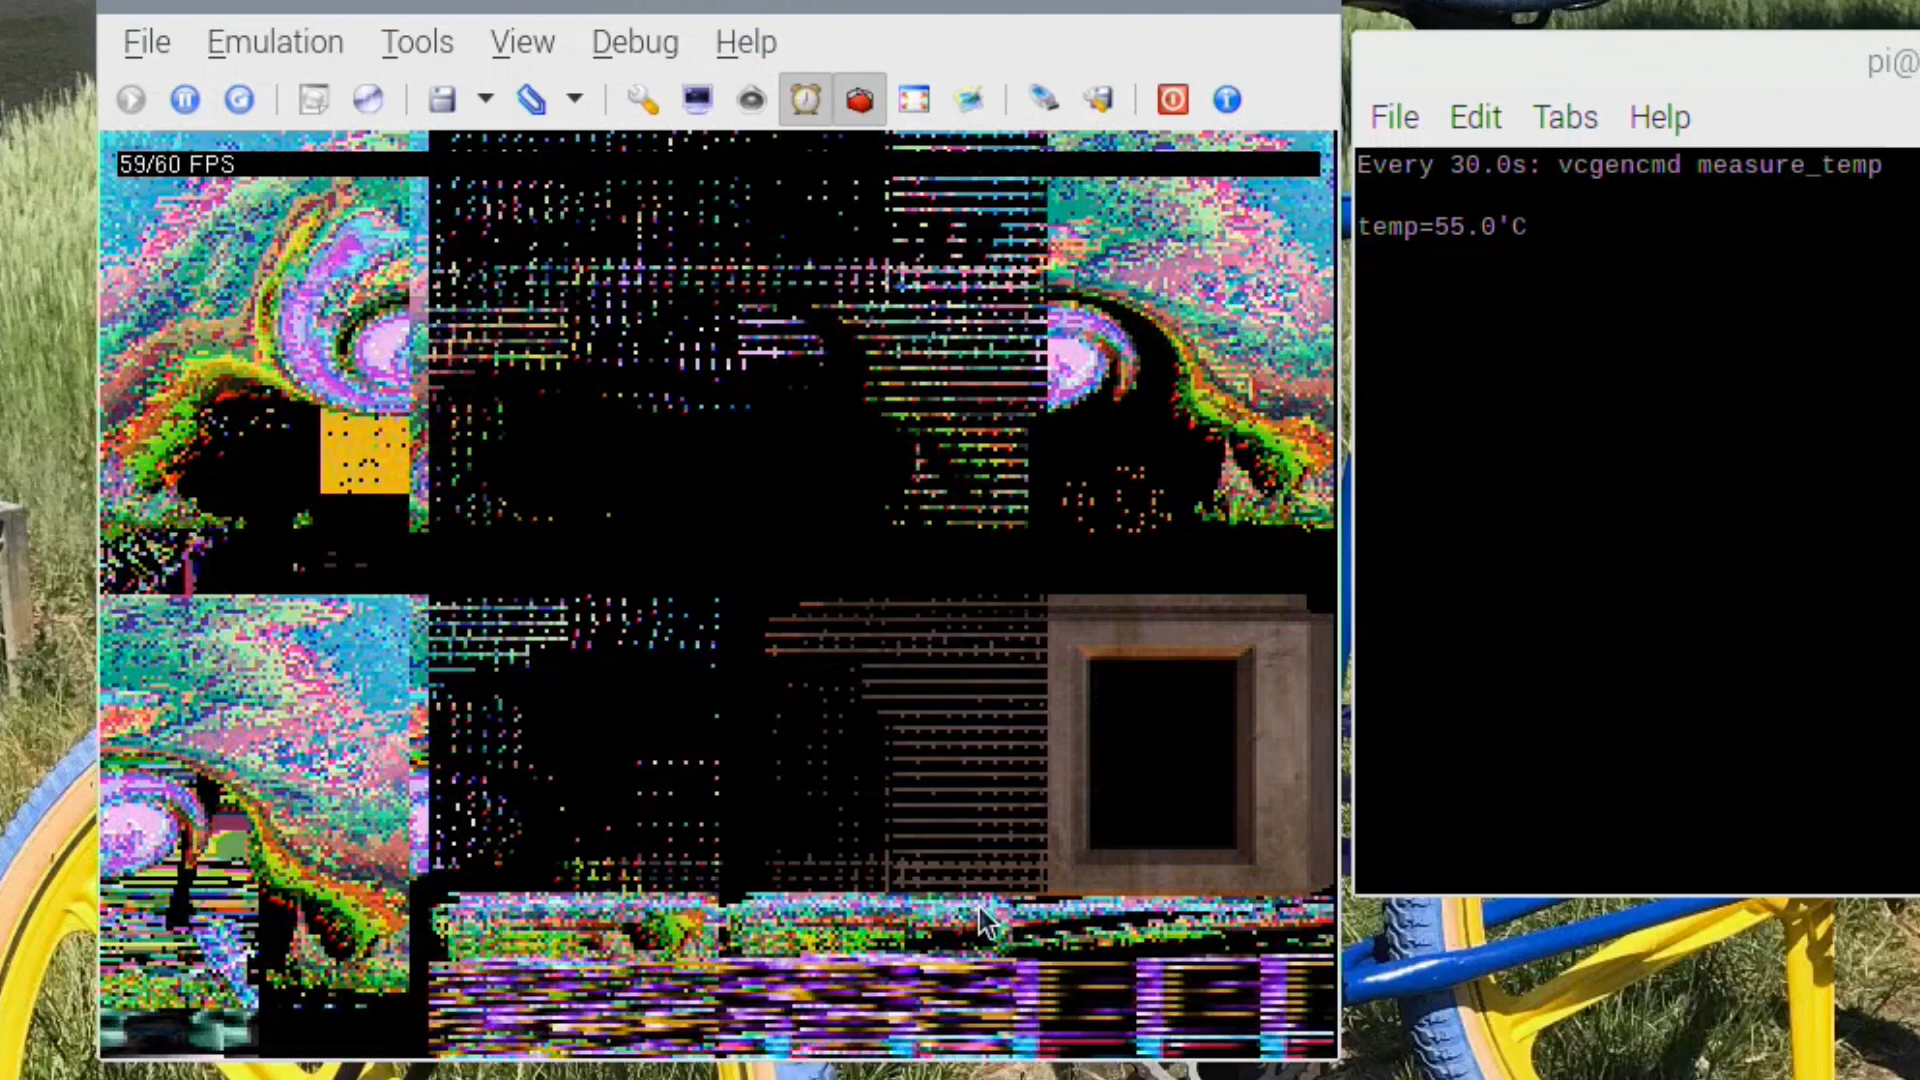 File Emulation Tools View Debug Help
59/60 FPS
pi@
File Edit Tabs Help
Every 30.0s: vcgencmd measure_temp
temp=55.0'C